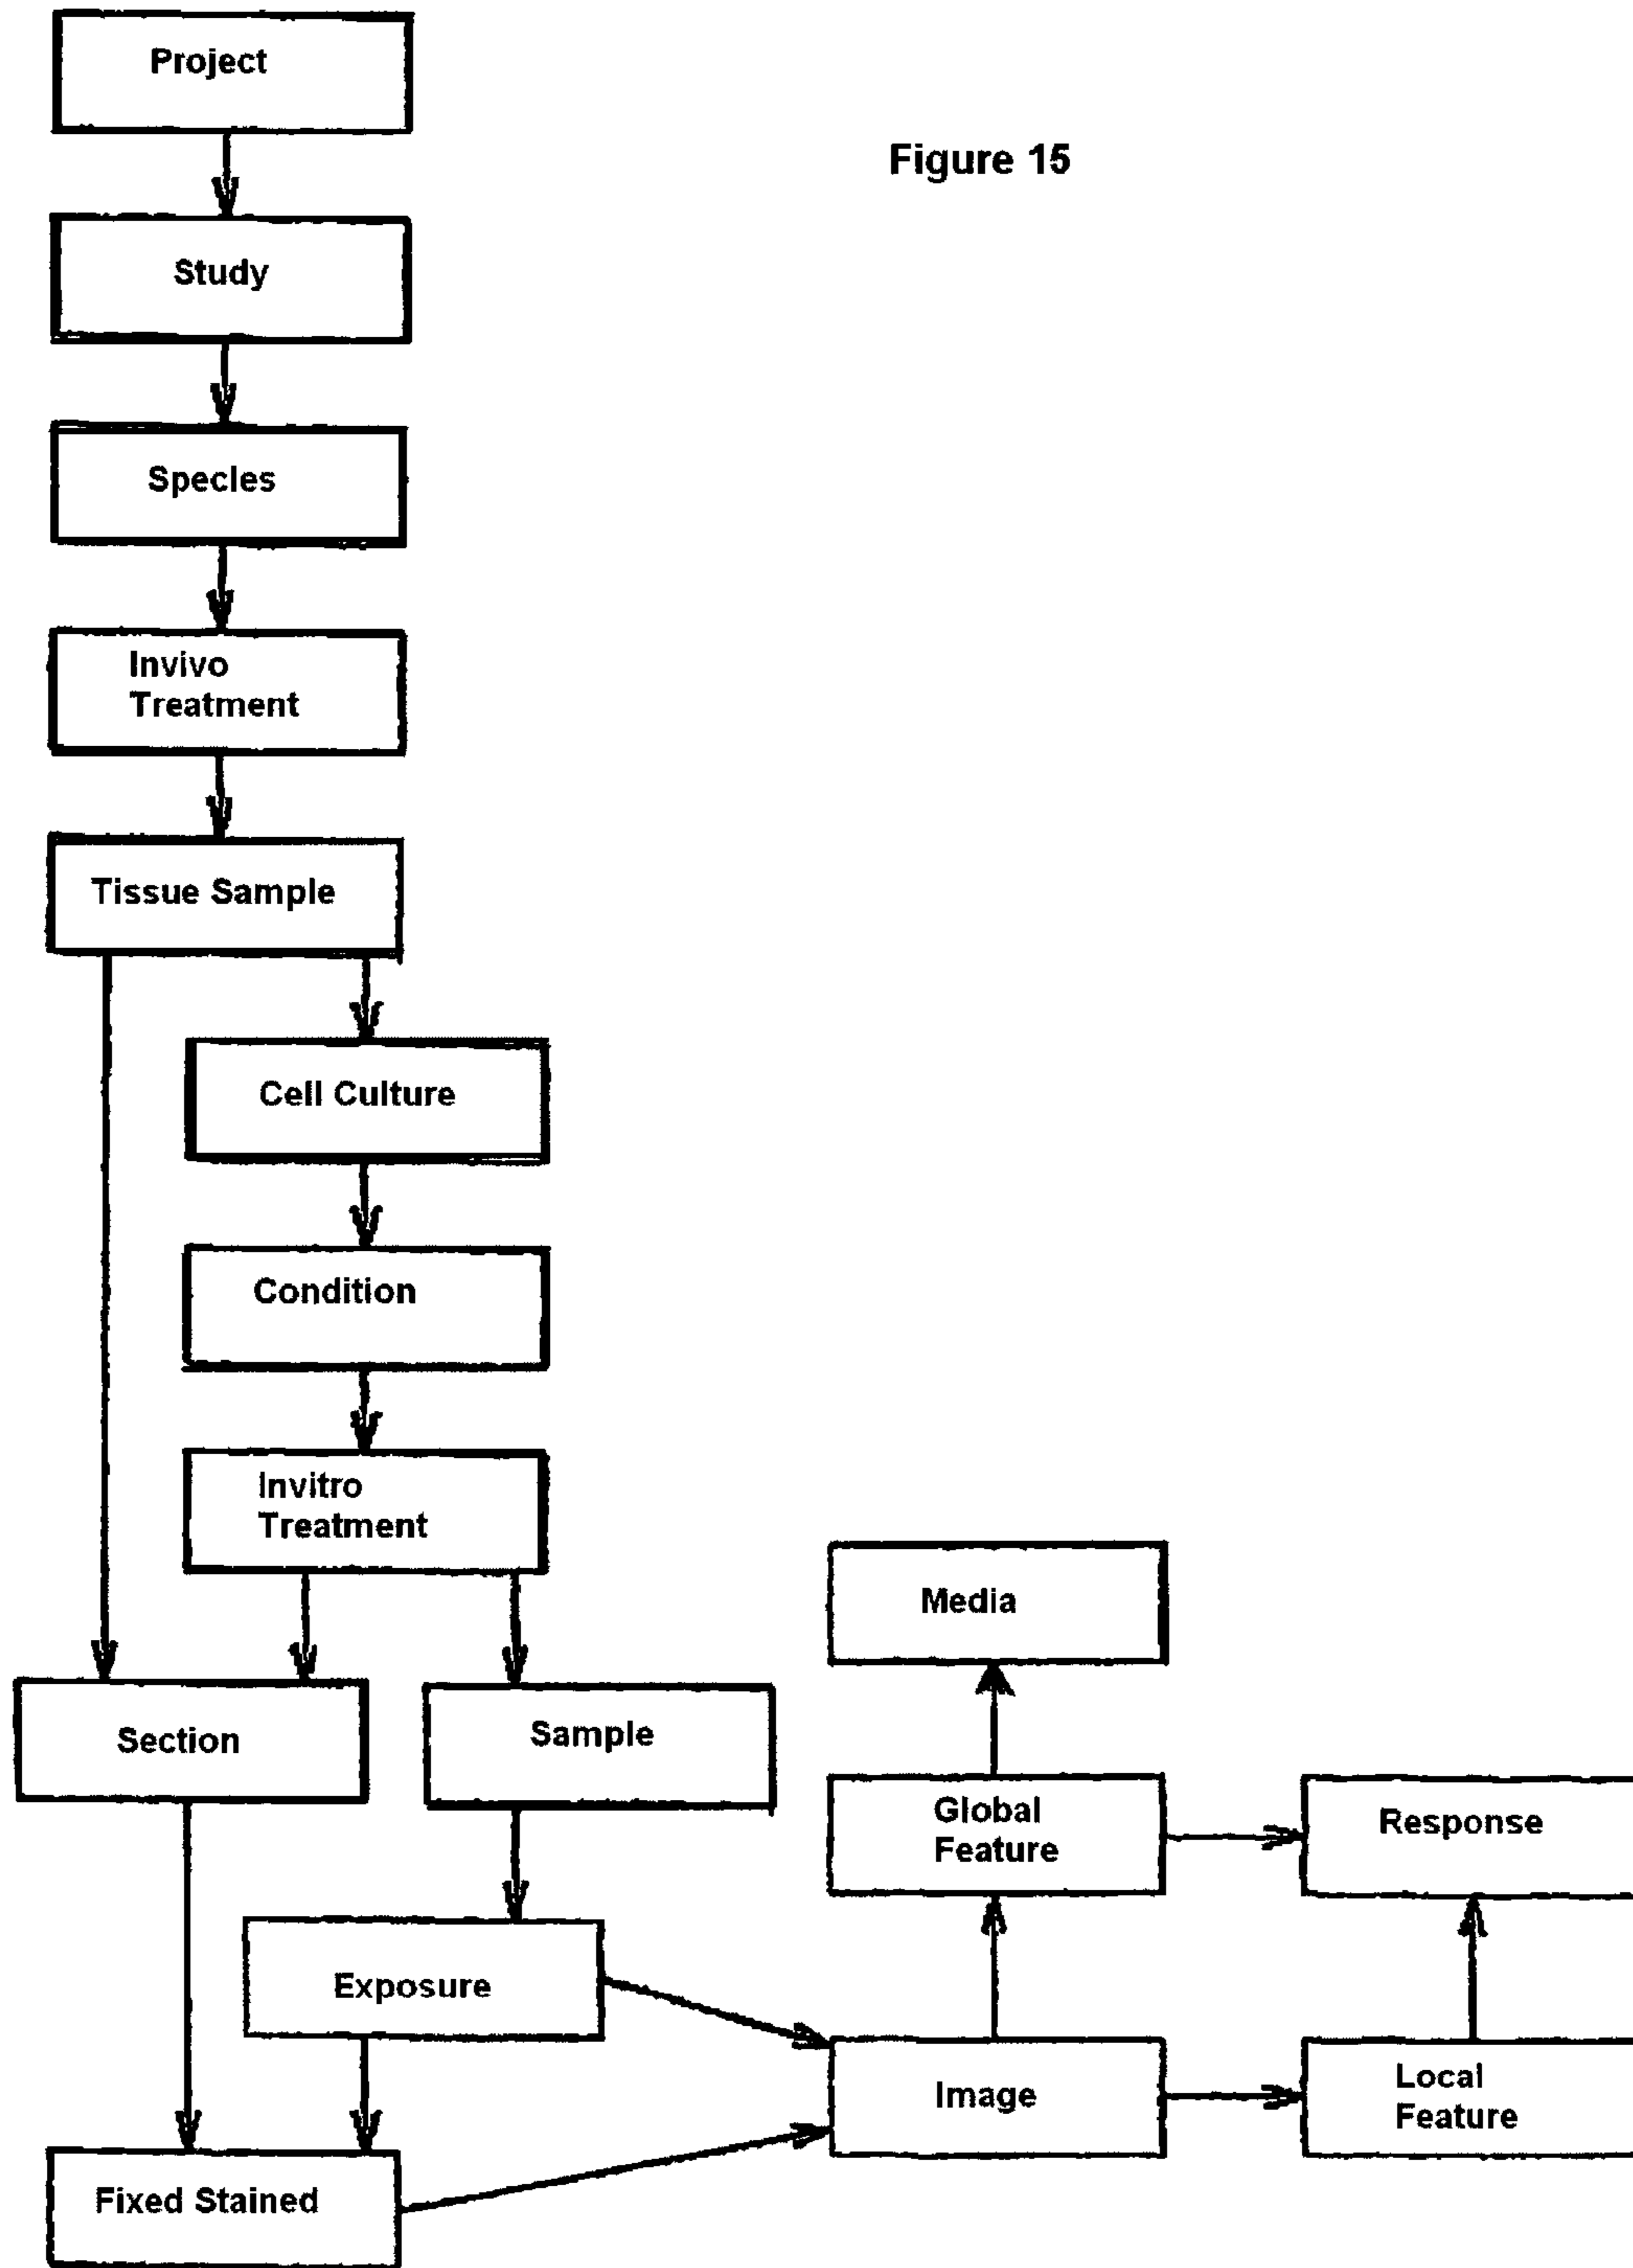 Project
Figure 15
Study
Species
Invivo
Treatment
Tissue Sample
Cell Culture
Condition
Invitro
Treatment
Media
Section
Sample
Global
Feature
Response
Exposure
Image
Local
Feature
Fixed Stained